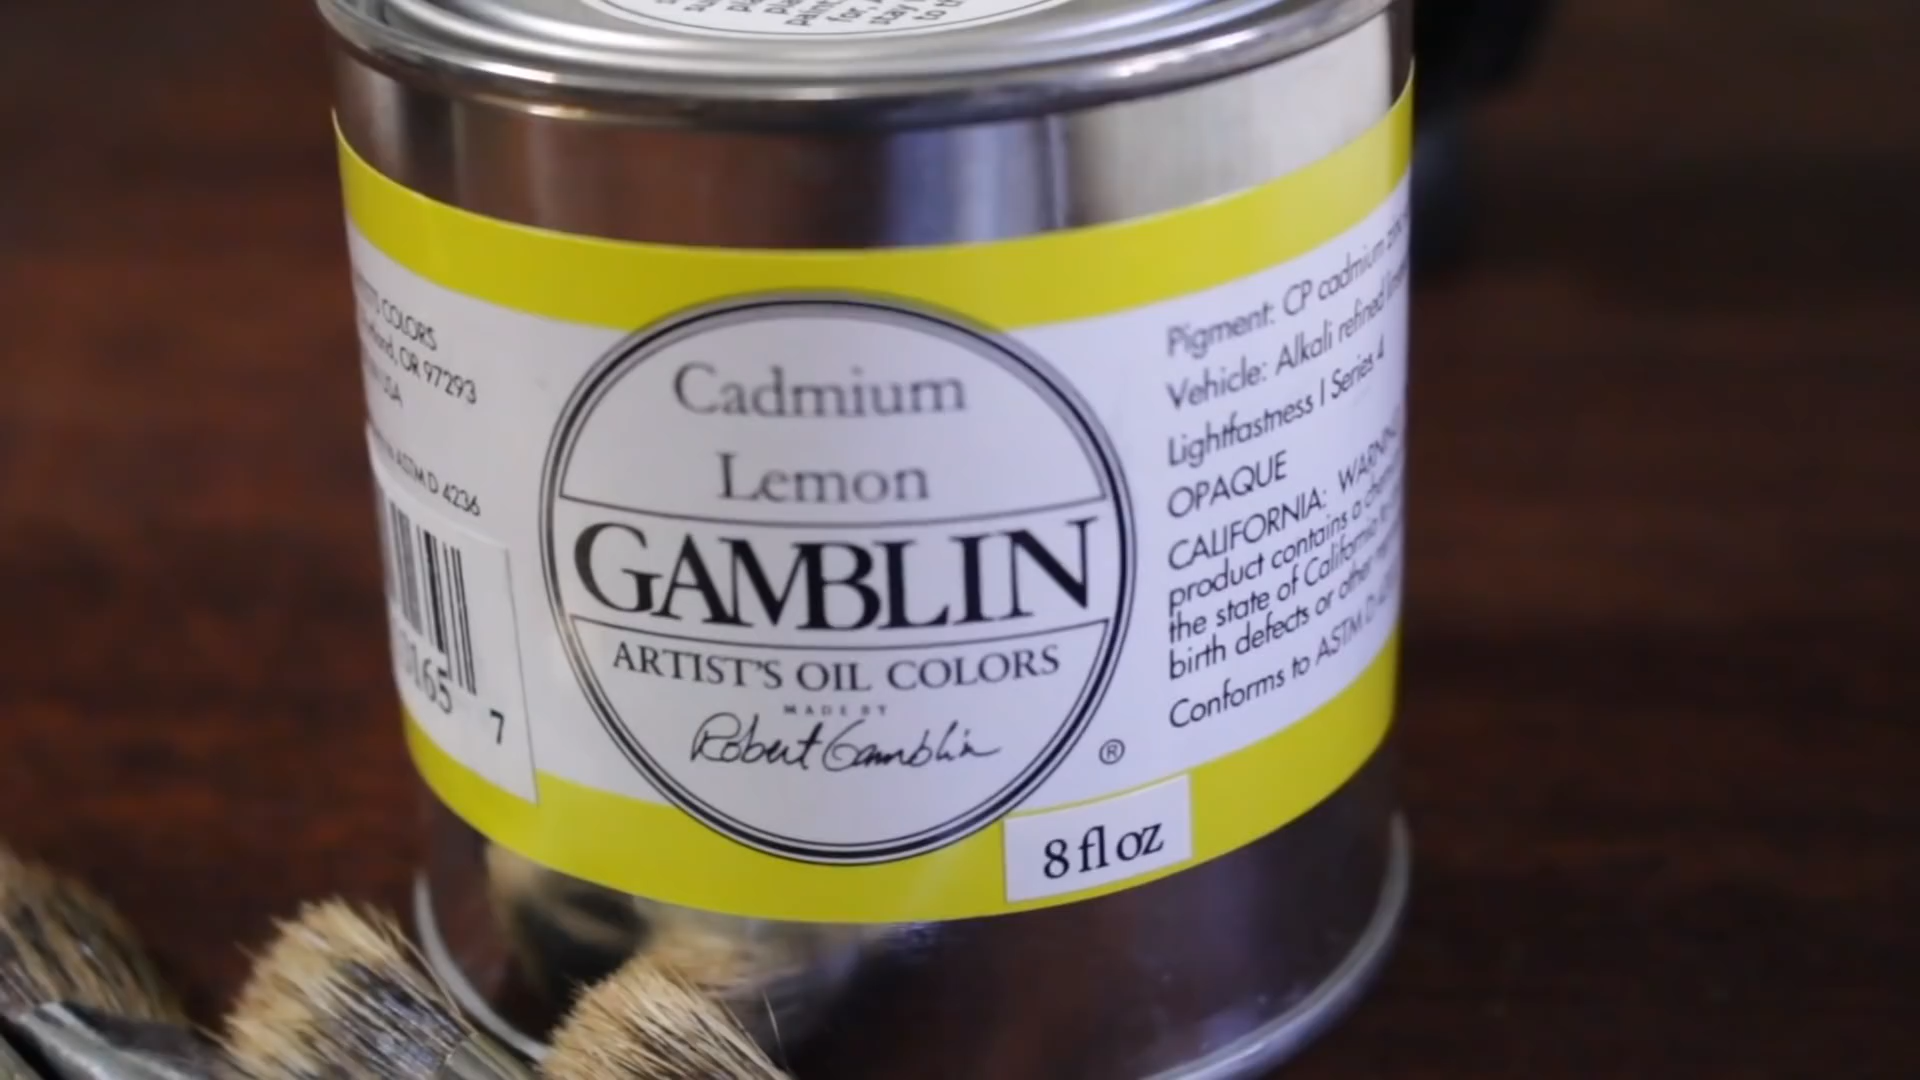 COLORS
OR 97293
USA
ASTM D 4236
165 7
Cadmium
Lemon
GAMBLIN
ARTIST'S OIL COLORS
MADE BY
Robert Gamblin
®
8 fl oz
Pigment: CP cadmium
Vehicle: Alkali refined
Lightfastness I Series 4
OPAQUE
CALIFORNIA:
product contains a
the state of California
birth defects or other
Conforms to ASTM D